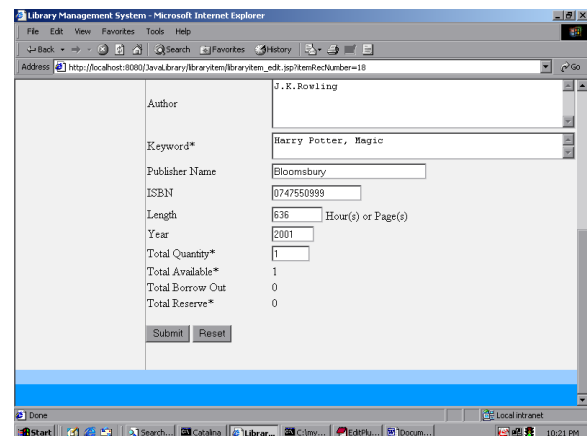 Library Management System - Microsoft Internet Explorer
File Edit View Favorites Tools Help
Back Search Favorites History
Address http://localhost:8080/JavaLibrary/libraryitem/libraryitem_edit.jsp?itemRecNumber=18 Go
Author J.K.Rowling
Keyword* Harry Potter, Magic
Publisher Name Bloomsbury
ISBN 0747550999
Length 636 Hour(s) or Page(s)
Year 2001
Total Quantity* 1
Total Available* 1
Total Borrow Out 0
Total Reserve* 0
Submit Reset
Done Local intranet
Start Search... Catalina Librar... C:\my... EditPlu... Docum... 10:21 PM